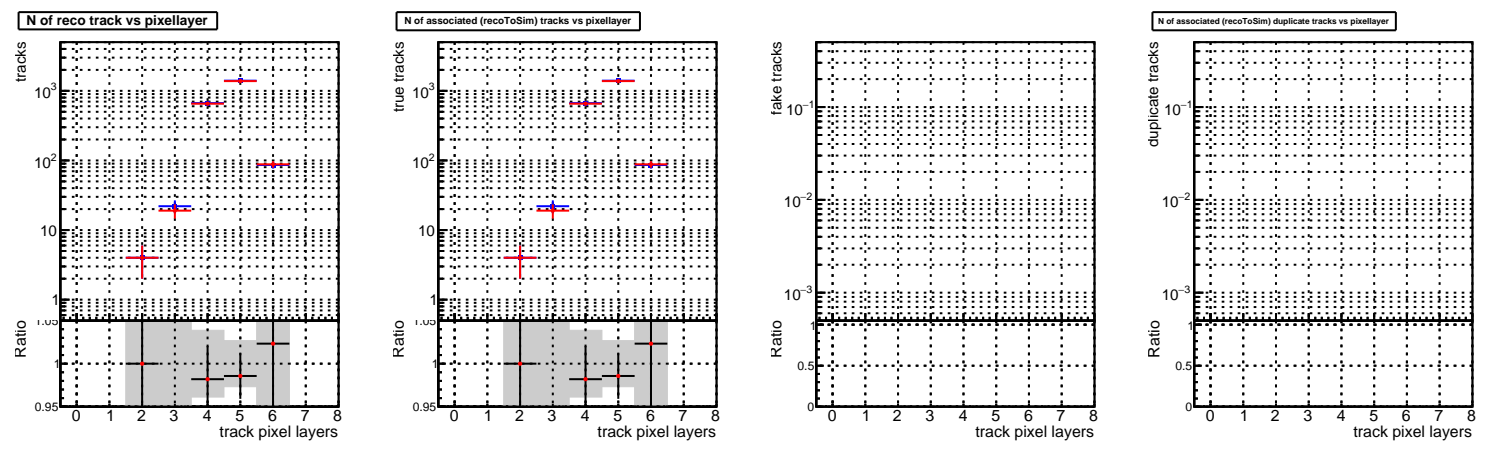 N of reco track vs pixellayer
tracks
10³
10²
10
1
1.05
Ratio
1
0.95
0 1 2 3 4 5 6 7 8
track pixel layers
N of associated (recoToSim) tracks vs pixellayer
true tracks
10³
10²
10
1
1.05
Ratio
1
0.95
0 1 2 3 4 5 6 7 8
track pixel layers
fake tracks
10⁻¹
10⁻²
10⁻³
Ratio
1
0.5
0
0 1 2 3 4 5 6 7 8
track pixel layers
N of associated (recoToSim) duplicate tracks vs pixellayer
duplicate tracks
10⁻¹
10⁻²
10⁻³
Ratio
1
0.5
0
0 1 2 3 4 5 6 7 8
track pixel layers